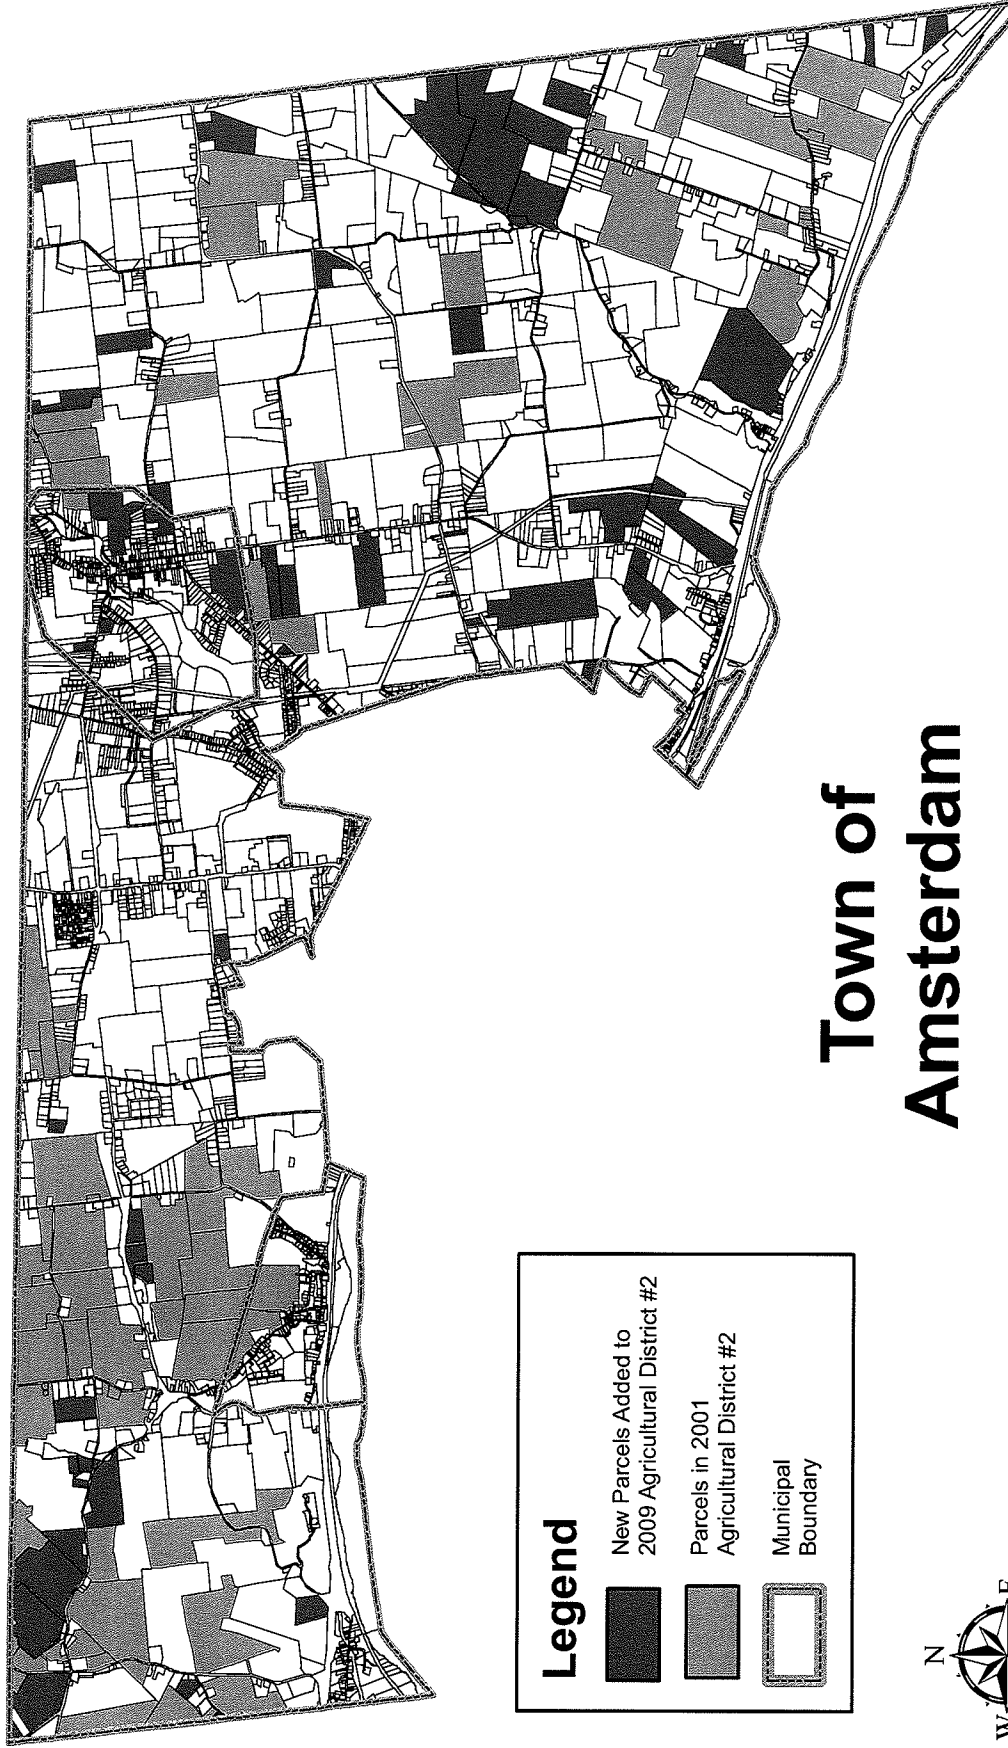 Town of
Amsterdam
Legend
New Parcels Added to
2009 Agricultural District #2
Parcels in 2001
Agricultural District #2
Municipal
Boundary
N
W
E